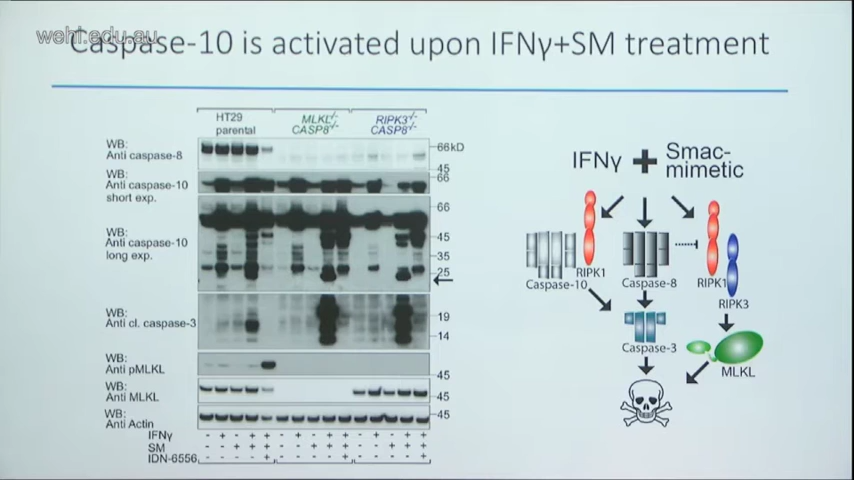 wehi.edu.au
Caspase-10 is activated upon IFNγ+SM treatment
HT29 parental
MLKL-/- CASP8-/-
RIPK3-/- CASP8-/-
WB:
Anti caspase-8
66kD
45
WB:
Anti caspase-10
short exp.
66
WB:
Anti caspase-10
long exp.
66
45
35
25
WB:
Anti cl. caspase-3
19
14
WB:
Anti pMLKL
45
WB:
Anti MLKL
45
WB:
Anti Actin
45
IFNγ - + - + + - + - + + - + - + +
SM - - + + + - - + + + - - + + +
IDN-6556 - - - - + - - - - + - - - - +
IFNγ + Smac-mimetic
RIPK1
Caspase-10
Caspase-8
RIPK1
RIPK3
Caspase-3
MLKL